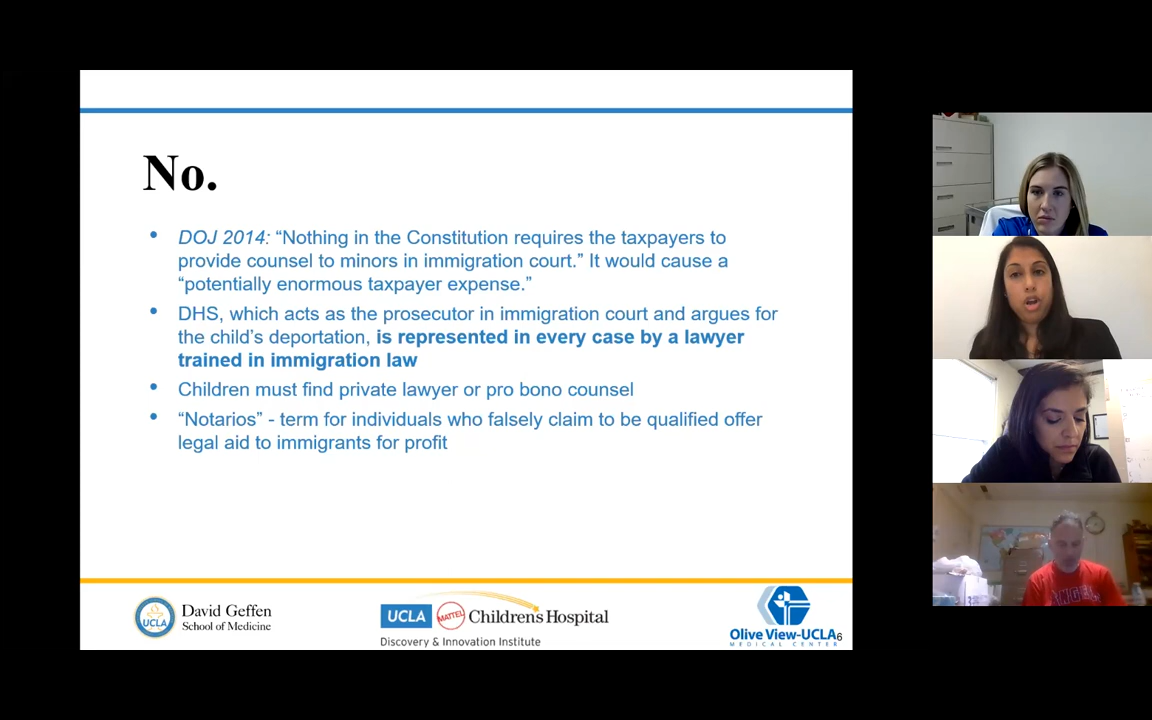 No.
• DOJ 2014: “Nothing in the Constitution requires the taxpayers to
provide counsel to minors in immigration court.” It would cause a
“potentially enormous taxpayer expense.”
• DHS, which acts as the prosecutor in immigration court and argues for
the child’s deportation, is represented in every case by a lawyer
trained in immigration law
• Children must find private lawyer or pro bono counsel
• “Notarios” - term for individuals who falsely claim to be qualified offer
legal aid to immigrants for profit
UCLA
David Geffen
School of Medicine
UCLA MATTEL Children's Hospital
Discovery & Innovation Institute
Olive View-UCLA
MEDICAL CENTER
6